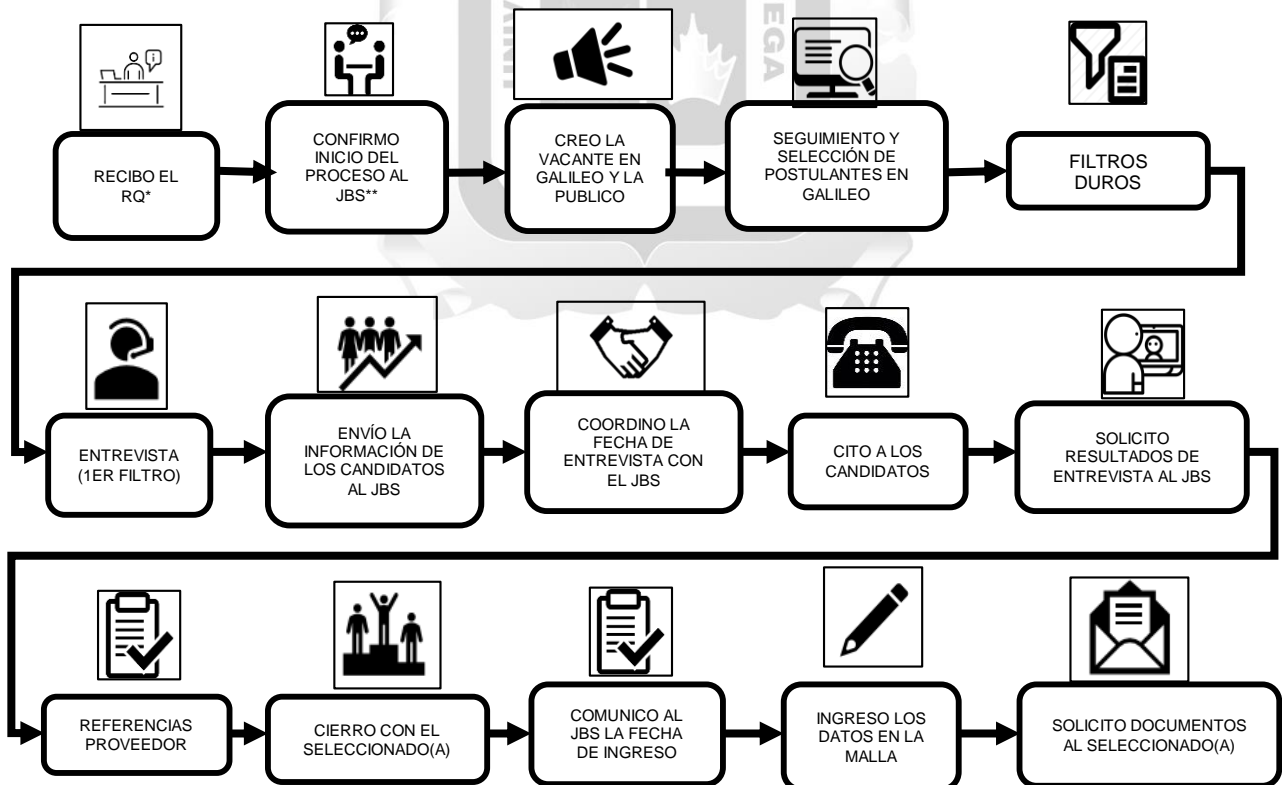 RECIBO EL
RQ*
CONFIRMO
INICIO DEL
PROCESO AL
JBS**
CREO LA
VACANTE EN
GALILEO Y LA
PUBLICO
SEGUIMIENTO Y
SELECCIÓN DE
POSTULANTES EN
GALILEO
FILTROS
DUROS
ENTREVISTA
(1ER FILTRO)
ENVÍO LA
INFORMACIÓN DE
LOS CANDIDATOS
AL JBS
COORDINO LA
FECHA DE
ENTREVISTA CON
EL JBS
CITO A LOS
CANDIDATOS
SOLICITO
RESULTADOS DE
ENTREVISTA AL JBS
REFERENCIAS
PROVEEDOR
CIERRO CON EL
SELECCIONADO(A)
COMUNICO AL
JBS LA FECHA
DE INGRESO
INGRESO LOS
DATOS EN LA
MALLA
SOLICITO DOCUMENTOS
AL SELECCIONADO(A)